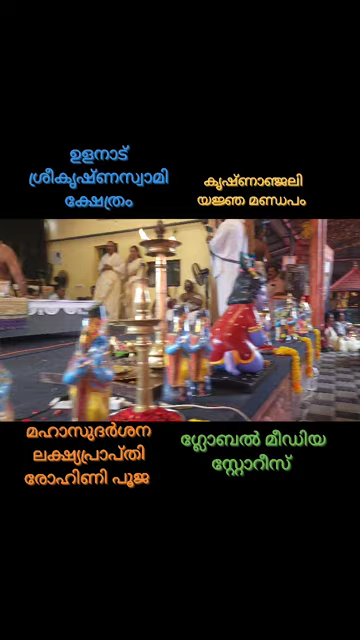 ഉളനാട്
ശ്രീകൃഷ്ണസ്വാമി
ക്ഷേത്രം
കൃഷ്ണാഞ്ജലി
യജ്ഞ മണ്ഡപം
മഹാസുദർശന
ലക്ഷ്യപ്രാപ്തി
രോഹിണി പൂജ
ഗ്ലോബൽ മീഡിയ
സ്റ്റോറീസ്